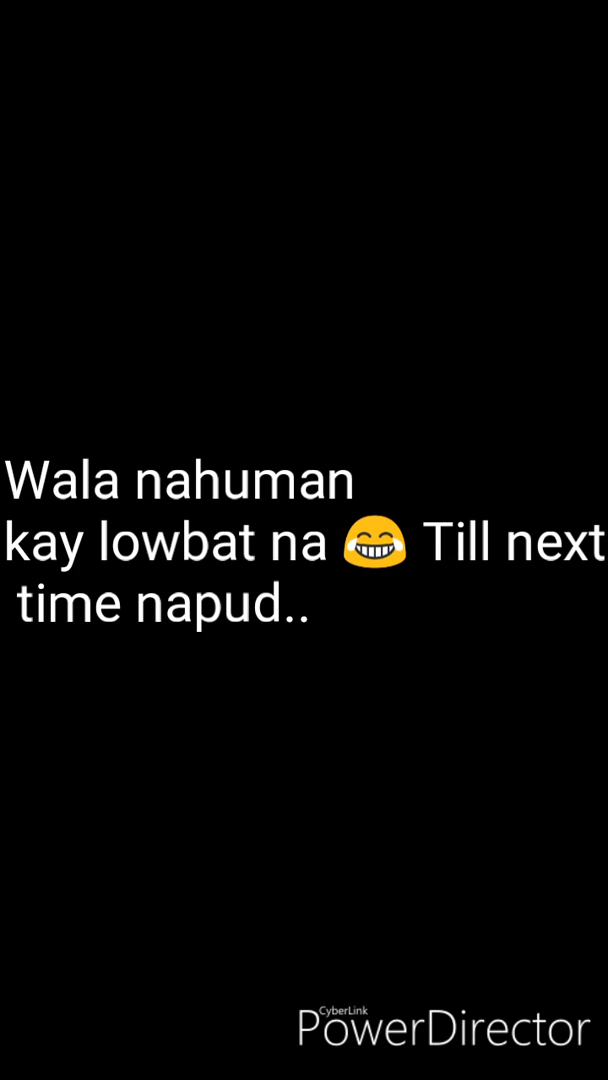 Wala nahuman
kay lowbat na 😂 Till next
time napud..
CyberLink
PowerDirector